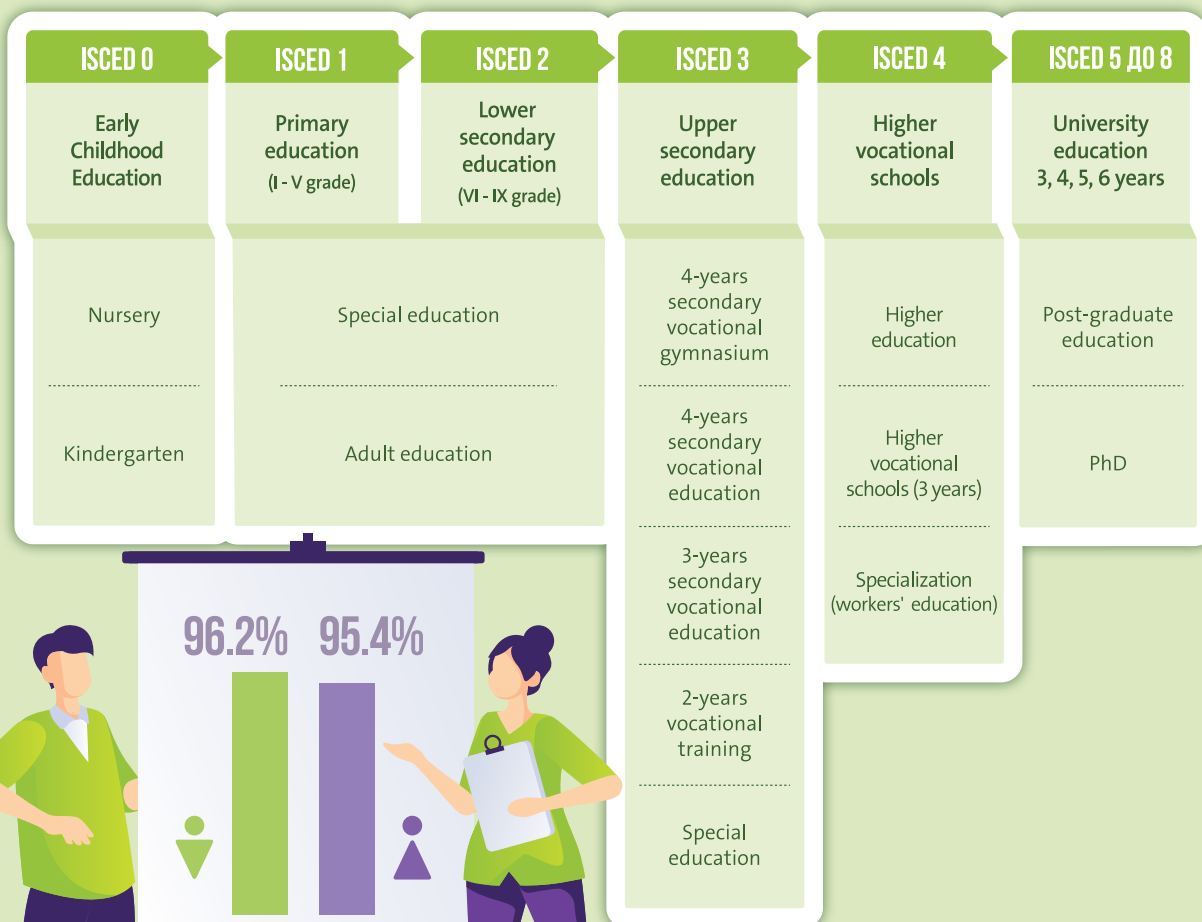 ISCED 0
Early
Childhood
Education
Nursery
Kindergarten
ISCED 1
Primary
education
(I - V grade)
ISCED 2
Lower
secondary
education
(VI - IX grade)
Special education
Adult education
ISCED 3
Upper
secondary
education
4-years
secondary
vocational
gymnasium
4-years
secondary
vocational
education
3-years
secondary
vocational
education
2-years
vocational
training
Special
education
ISCED 4
Higher
vocational
schools
Higher
education
Higher
vocational
schools (3 years)
Specialization
(workers' education)
ISCED 5 ДО 8
University
education
3, 4, 5, 6 years
Post-graduate
education
PhD
96.2% 95.4%